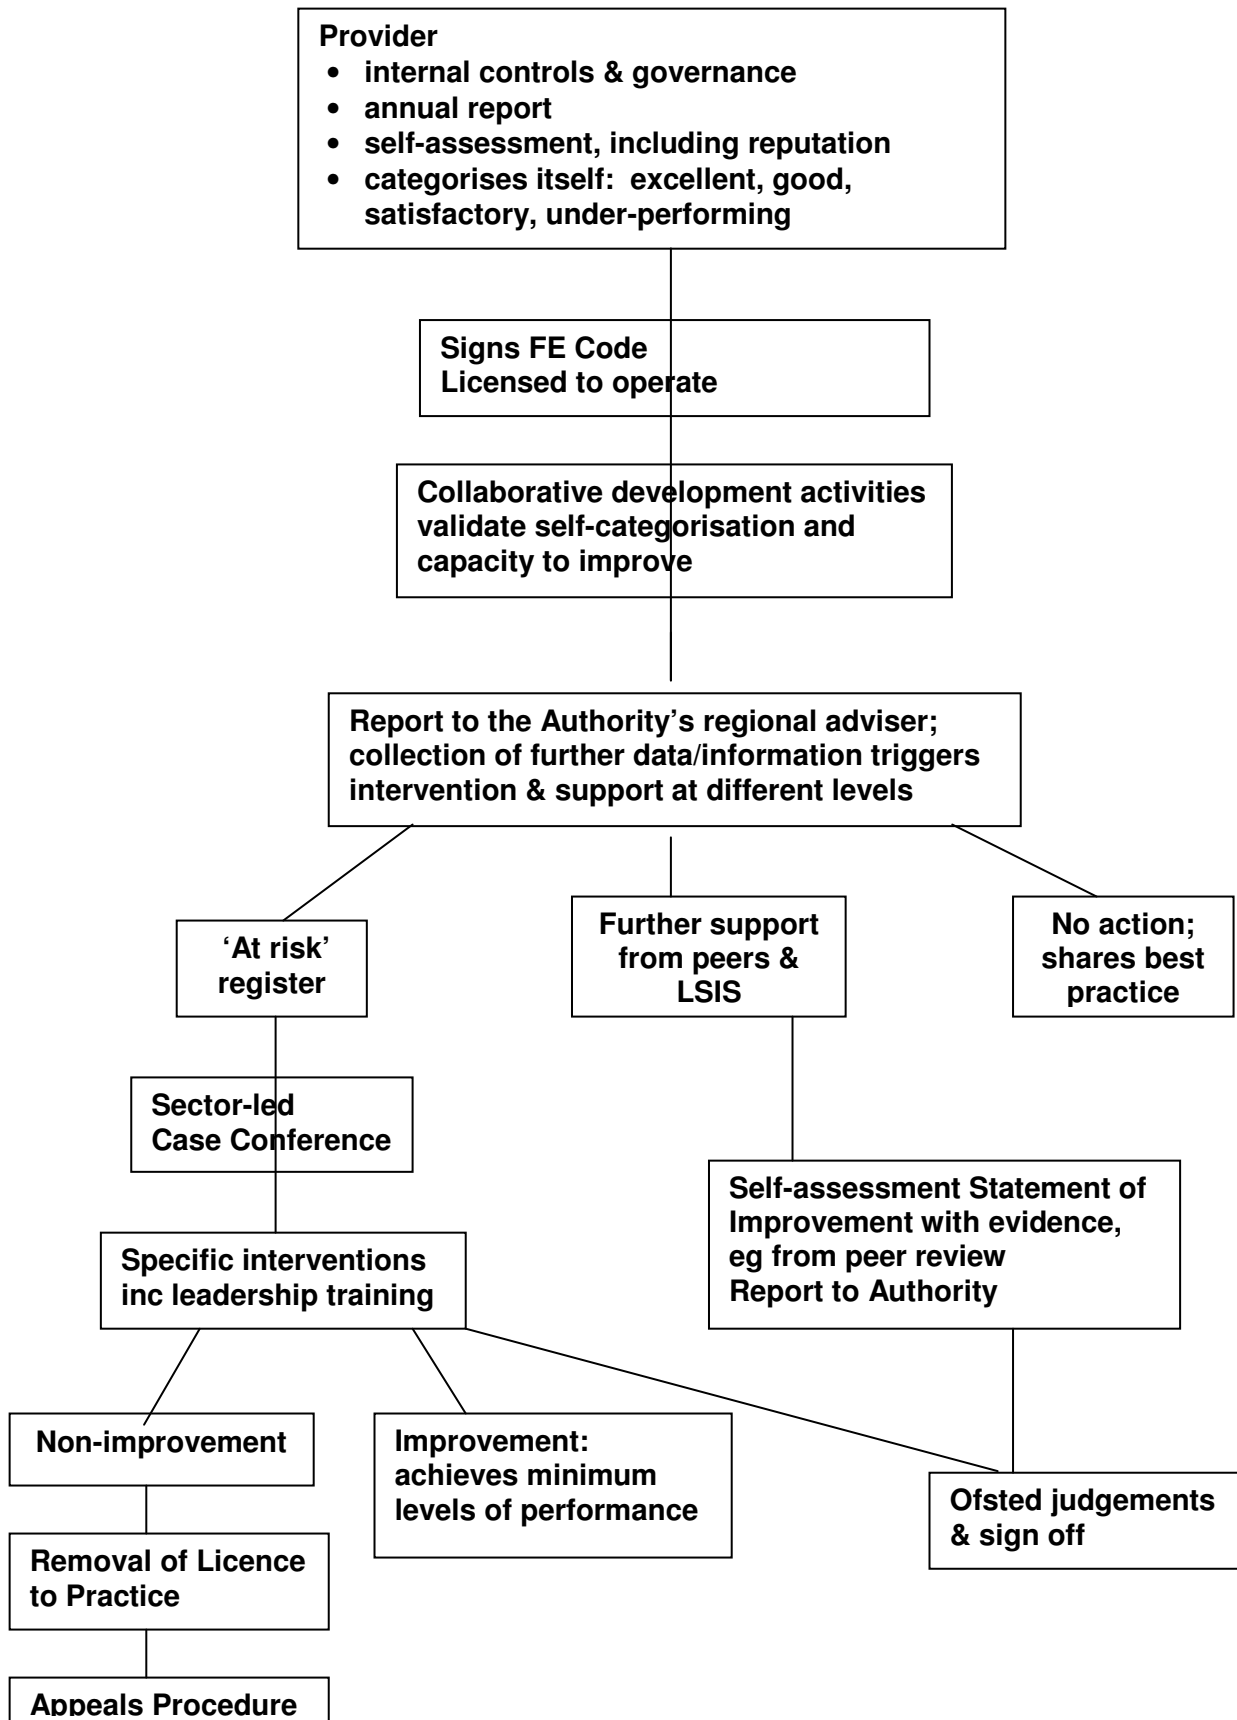 Provider
• internal controls & governance
• annual report
• self-assessment, including reputation
• categorises itself: excellent, good,
satisfactory, under-performing
Signs FE Code
Licensed to operate
Collaborative development activities
validate self-categorisation and
capacity to improve
Report to the Authority’s regional adviser;
collection of further data/information triggers
intervention & support at different levels
‘At risk’
register
Further support
from peers &
LSIS
No action;
shares best
practice
Sector-led
Case Conference
Self-assessment Statement of
Improvement with evidence,
eg from peer review
Report to Authority
Specific interventions
inc leadership training
Non-improvement
Improvement:
achieves minimum
levels of performance
Ofsted judgements
& sign off
Removal of Licence
to Practice
Appeals Procedure